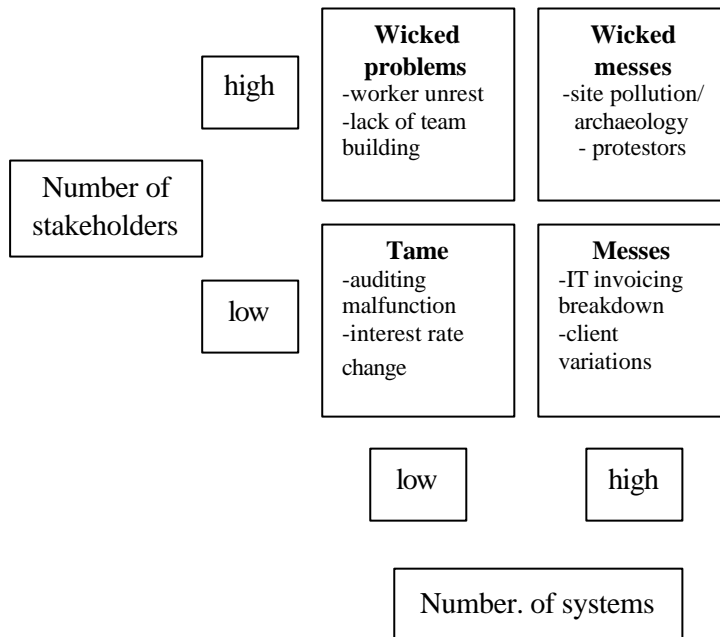 Wicked
problems
-worker unrest
-lack of team
building
Wicked
messes
-site pollution/
archaeology
- protestors
high
Number of
stakeholders
low
Tame
-auditing
malfunction
-interest rate
change
Messes
-IT invoicing
breakdown
-client
variations
low
high
Number. of systems